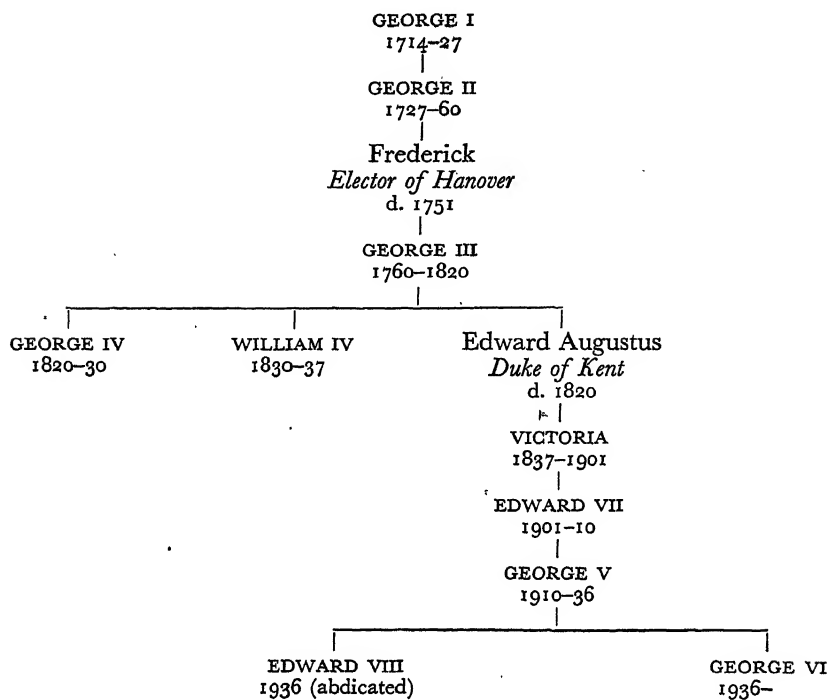 GEORGE I
1714–27
GEORGE II
1727–60
Frederick
Elector of Hanover
d. 1751
GEORGE III
1760–1820
GEORGE IV
1820–30
WILLIAM IV
1830–37
Edward Augustus
Duke of Kent
d. 1820
VICTORIA
1837–1901
EDWARD VII
1901–10
GEORGE V
1910–36
EDWARD VIII
1936 (abdicated)
GEORGE VI
1936–